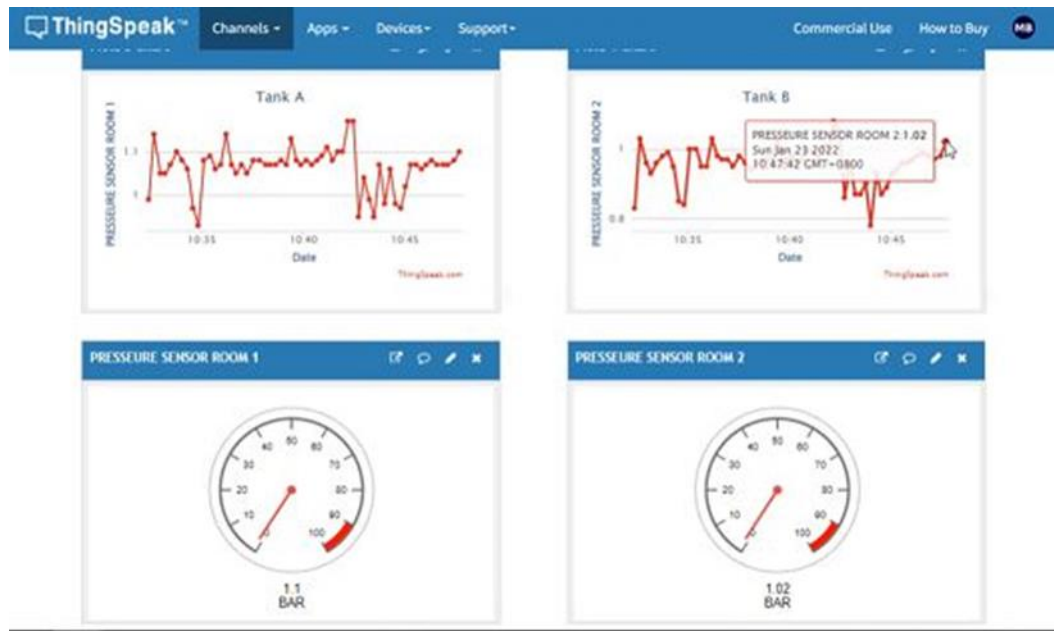 ThingSpeak™ Channels Apps Devices Support Commercial Use How to Buy MB
Tank A
PRESSEURE SENSOR ROOM 1
1
10:35 10:40 10:45
Date
ThingSpeak.com
Tank B
PRESSEURE SENSOR ROOM 2
1
0.8
PRESSEURE SENSOR ROOM 2:1.02
Sun Jan 23 2022
10:47:42 GMT+0800
10:35 10:40 10:45
Date
ThingSpeak.com
PRESSEURE SENSOR ROOM 1
0 10 20 30 40 50 60 70 80 90 100
1.1
BAR
PRESSEURE SENSOR ROOM 2
0 10 20 30 40 50 60 70 80 90 100
1.02
BAR